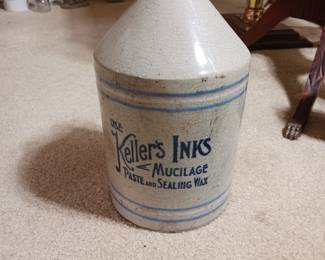 USE
Keller's INKS
MUCILAGE
PASTE AND SEALING WAX